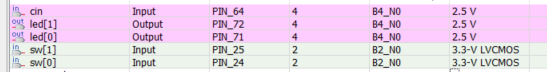 in cin Input PIN_64 4 B4_N0 2.5 V
out led[1] Output PIN_72 4 B4_N0 2.5 V
out led[0] Output PIN_71 4 B4_N0 2.5 V
in sw[1] Input PIN_25 2 B2_N0 3.3-V LVCMOS
in sw[0] Input PIN_24 2 B2_N0 3.3-V LVCMOS